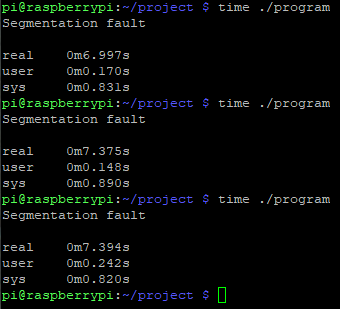 pi@raspberrypi:~/project $ time ./program
Segmentation fault
real 0m6.997s
user 0m0.170s
sys 0m0.831s
pi@raspberrypi:~/project $ time ./program
Segmentation fault
real 0m7.375s
user 0m0.148s
sys 0m0.890s
pi@raspberrypi:~/project $ time ./program
Segmentation fault
real 0m7.394s
user 0m0.242s
sys 0m0.820s
pi@raspberrypi:~/project $